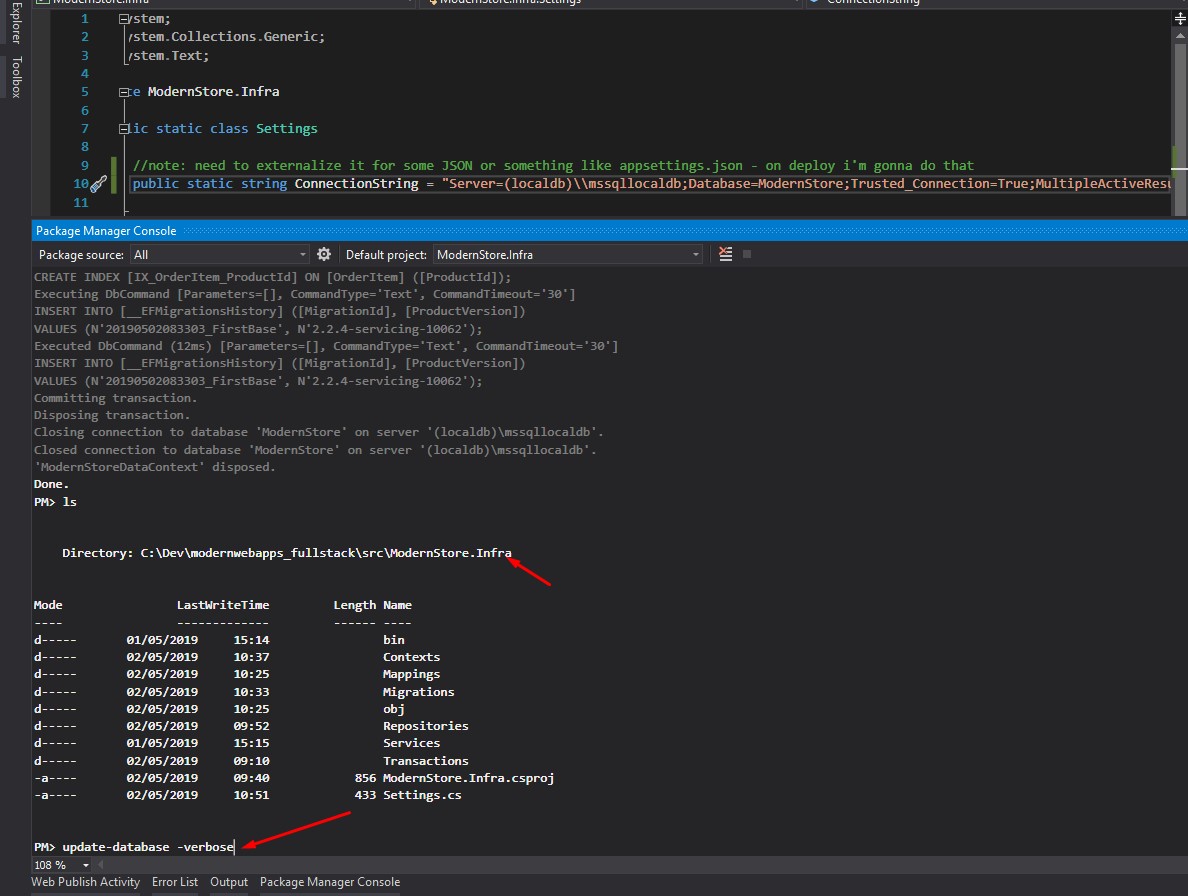 Explorer
Toolbox
ModernStore.Infra ModernStore.Infra.Settings ConnectionString
1 ystem;
2 ystem.Collections.Generic;
3 ystem.Text;
4
5 ce ModernStore.Infra
6
7 lic static class Settings
8
9 //note: need to externalize it for some JSON or something like appsettings.json - on deploy i'm gonna do that
10 public static string ConnectionString = "Server=(localdb)\\mssqllocaldb;Database=ModernStore;Trusted_Connection=True;MultipleActiveResu
11
Package Manager Console
Package source: All Default project: ModernStore.Infra
CREATE INDEX [IX_OrderItem_ProductId] ON [OrderItem] ([ProductId]);
Executing DbCommand [Parameters=[], CommandType='Text', CommandTimeout='30']
INSERT INTO [__EFMigrationsHistory] ([MigrationId], [ProductVersion])
VALUES (N'20190502083303_FirstBase', N'2.2.4-servicing-10062');
Executed DbCommand (12ms) [Parameters=[], CommandType='Text', CommandTimeout='30']
INSERT INTO [__EFMigrationsHistory] ([MigrationId], [ProductVersion])
VALUES (N'20190502083303_FirstBase', N'2.2.4-servicing-10062');
Committing transaction.
Disposing transaction.
Closing connection to database 'ModernStore' on server '(localdb)\mssqllocaldb'.
Closed connection to database 'ModernStore' on server '(localdb)\mssqllocaldb'.
'ModernStoreDataContext' disposed.
Done.
PM> ls
Directory: C:\Dev\modernwebapps_fullstack\src\ModernStore.Infra
Mode LastWriteTime Length Name
---- ------------- ------ ----
d----- 01/05/2019 15:14 bin
d----- 02/05/2019 10:37 Contexts
d----- 02/05/2019 10:25 Mappings
d----- 02/05/2019 10:33 Migrations
d----- 02/05/2019 10:25 obj
d----- 02/05/2019 09:52 Repositories
d----- 01/05/2019 15:15 Services
d----- 02/05/2019 09:10 Transactions
-a---- 02/05/2019 09:40 856 ModernStore.Infra.csproj
-a---- 02/05/2019 10:51 433 Settings.cs
PM> update-database -verbose
108 %
Web Publish Activity Error List Output Package Manager Console